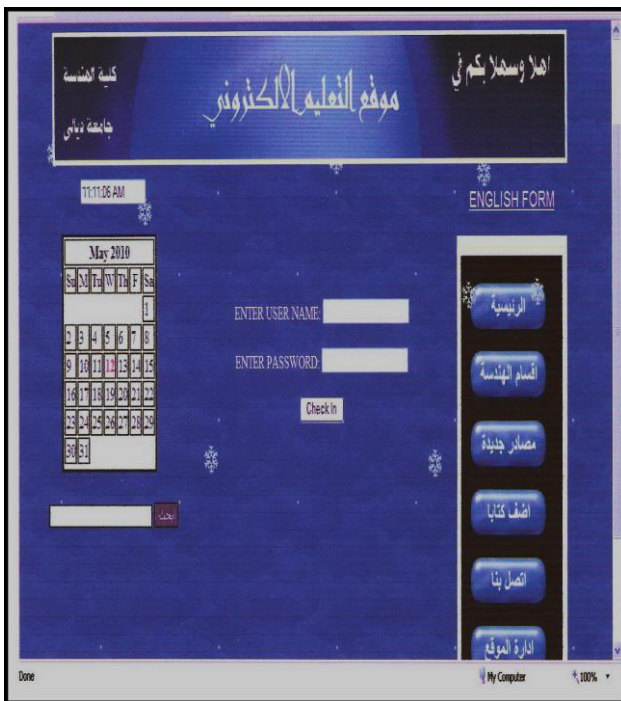 اهلا وسهلا بكم في
موقع التعليم الالكتروني
كلية الهندسة
جامعة ديالى
11:11:06 AM
ENGLISH FORM
May 2010
Su M Tu W Th F Sa
1
2 3 4 5 6 7 8
9 10 11 12 13 14 15
16 17 18 19 20 21 22
23 24 25 26 27 28 29
30 31
بحث
ENTER USER NAME:
ENTER PASSWORD:
Check In
الرئيسية
اقسام الهندسة
مصادر جديدة
اضف كتابا
اتصل بنا
ادارة الموقع
Done
My Computer
100%